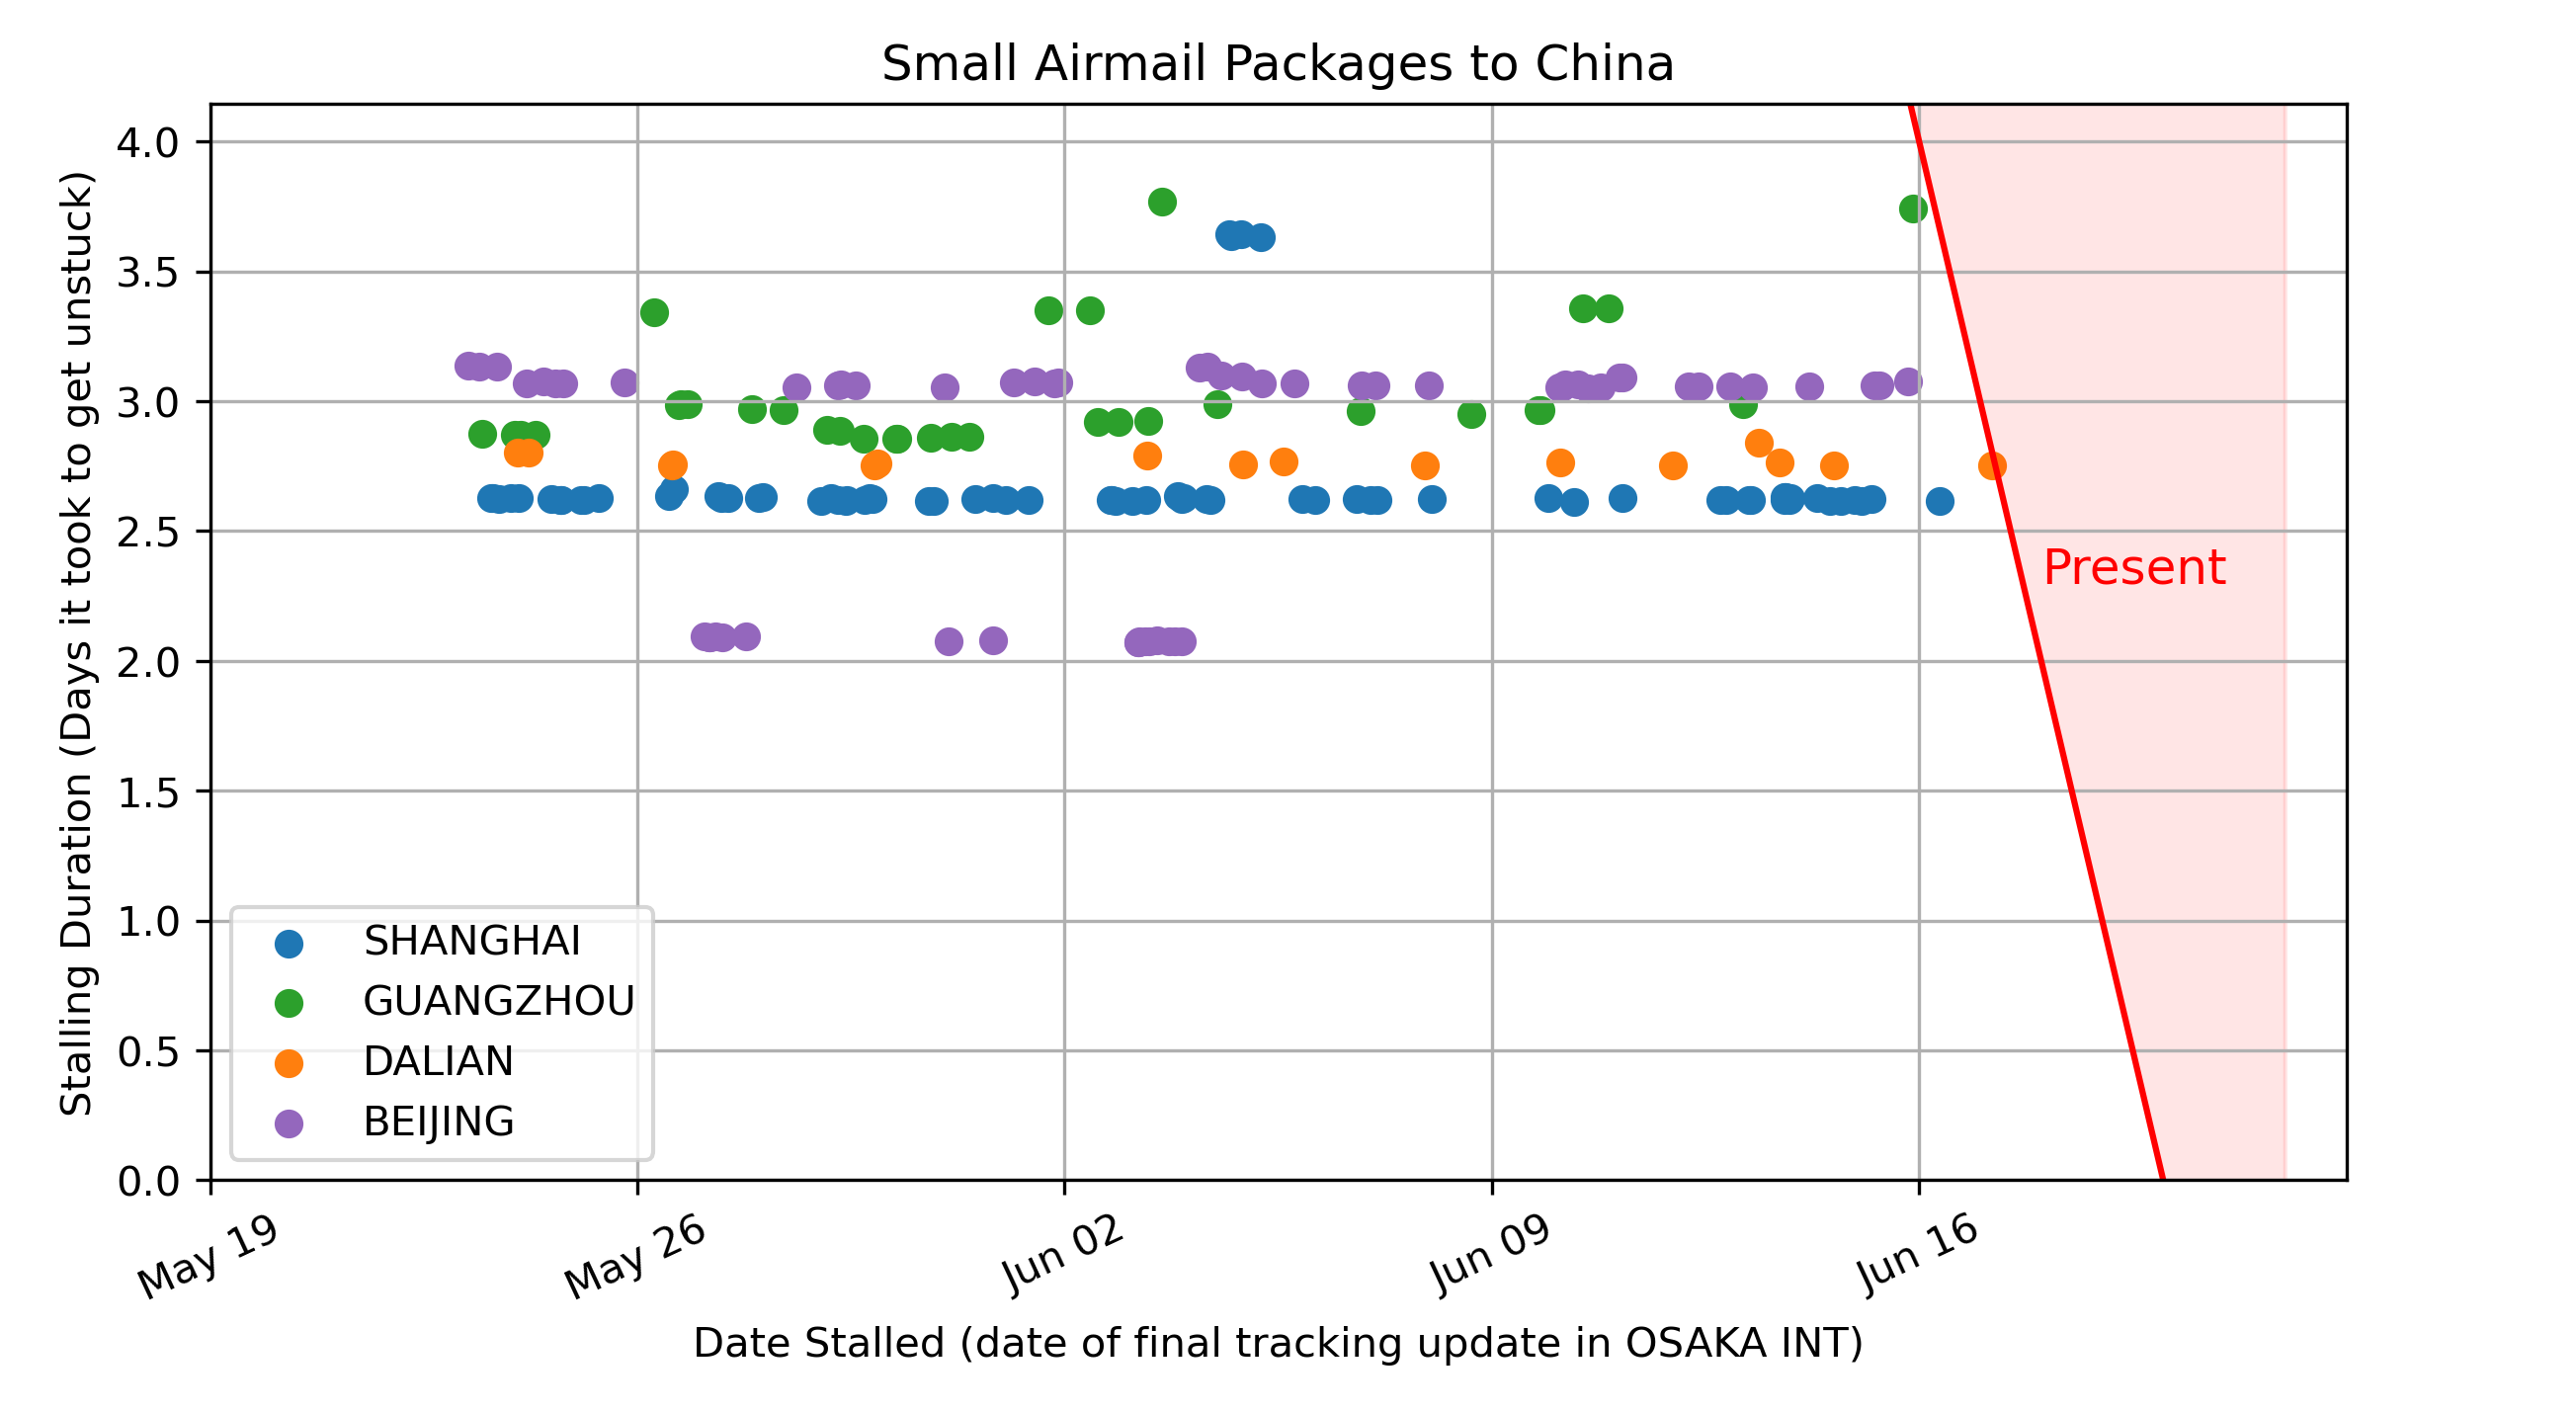 Small Airmail Packages to China
Stalling Duration (Days it took to get unstuck)
4.0
3.5
3.0
2.5
2.0
1.5
1.0
0.5
0.0
Present
SHANGHAI
GUANGZHOU
DALIAN
BEIJING
May 19
May 26
Jun 02
Jun 09
Jun 16
Date Stalled (date of final tracking update in OSAKA INT)